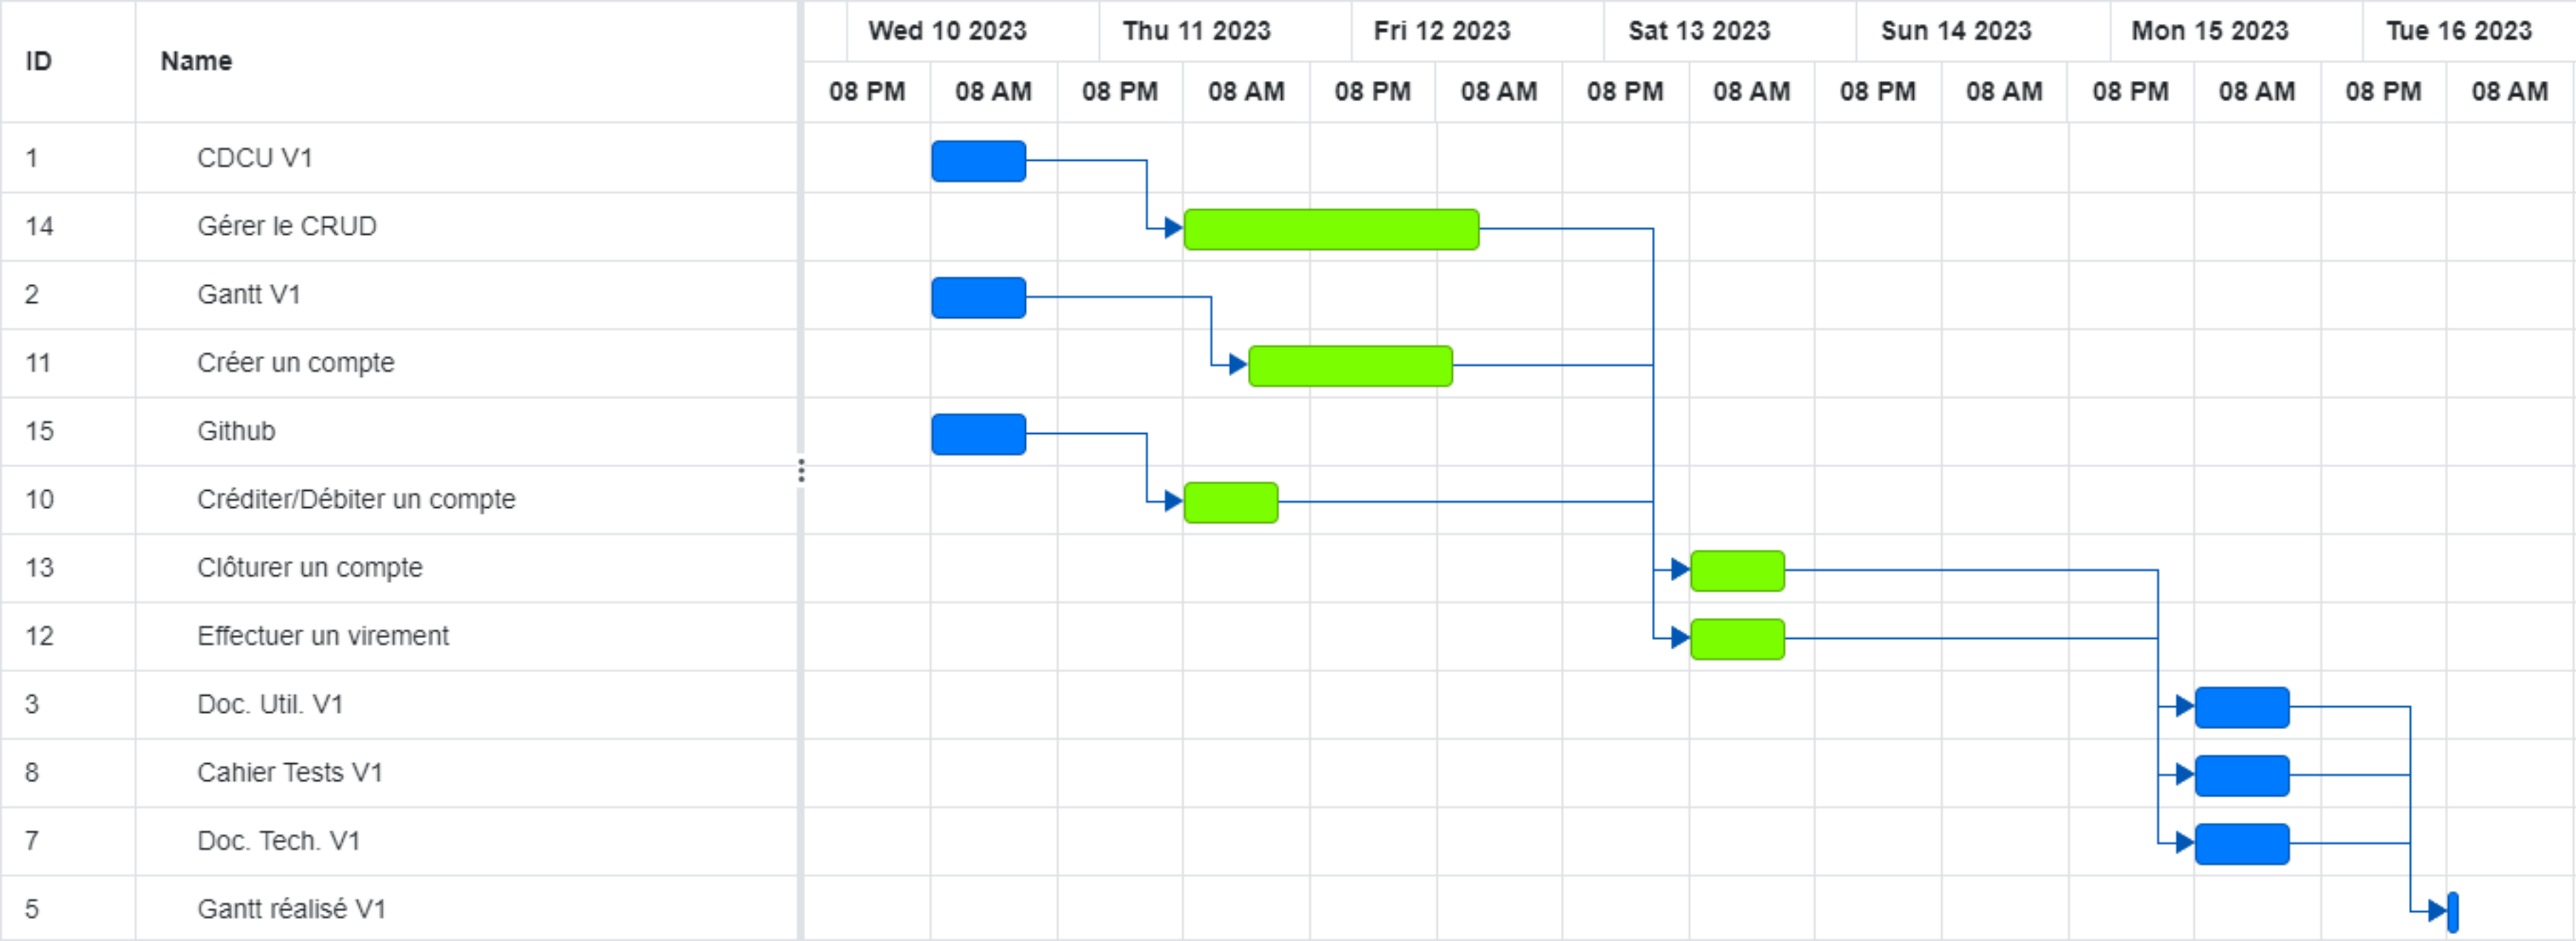 ID Name Wed 10 2023 Thu 11 2023 Fri 12 2023 Sat 13 2023 Sun 14 2023 Mon 15 2023 Tue 16 2023
08 PM 08 AM 08 PM 08 AM 08 PM 08 AM 08 PM 08 AM 08 PM 08 AM 08 PM 08 AM 08 PM 08 AM
1 CDCU V1
14 Gérer le CRUD
2 Gantt V1
11 Créer un compte
15 Github
10 Créditer/Débiter un compte
13 Clôturer un compte
12 Effectuer un virement
3 Doc. Util. V1
8 Cahier Tests V1
7 Doc. Tech. V1
5 Gantt réalisé V1